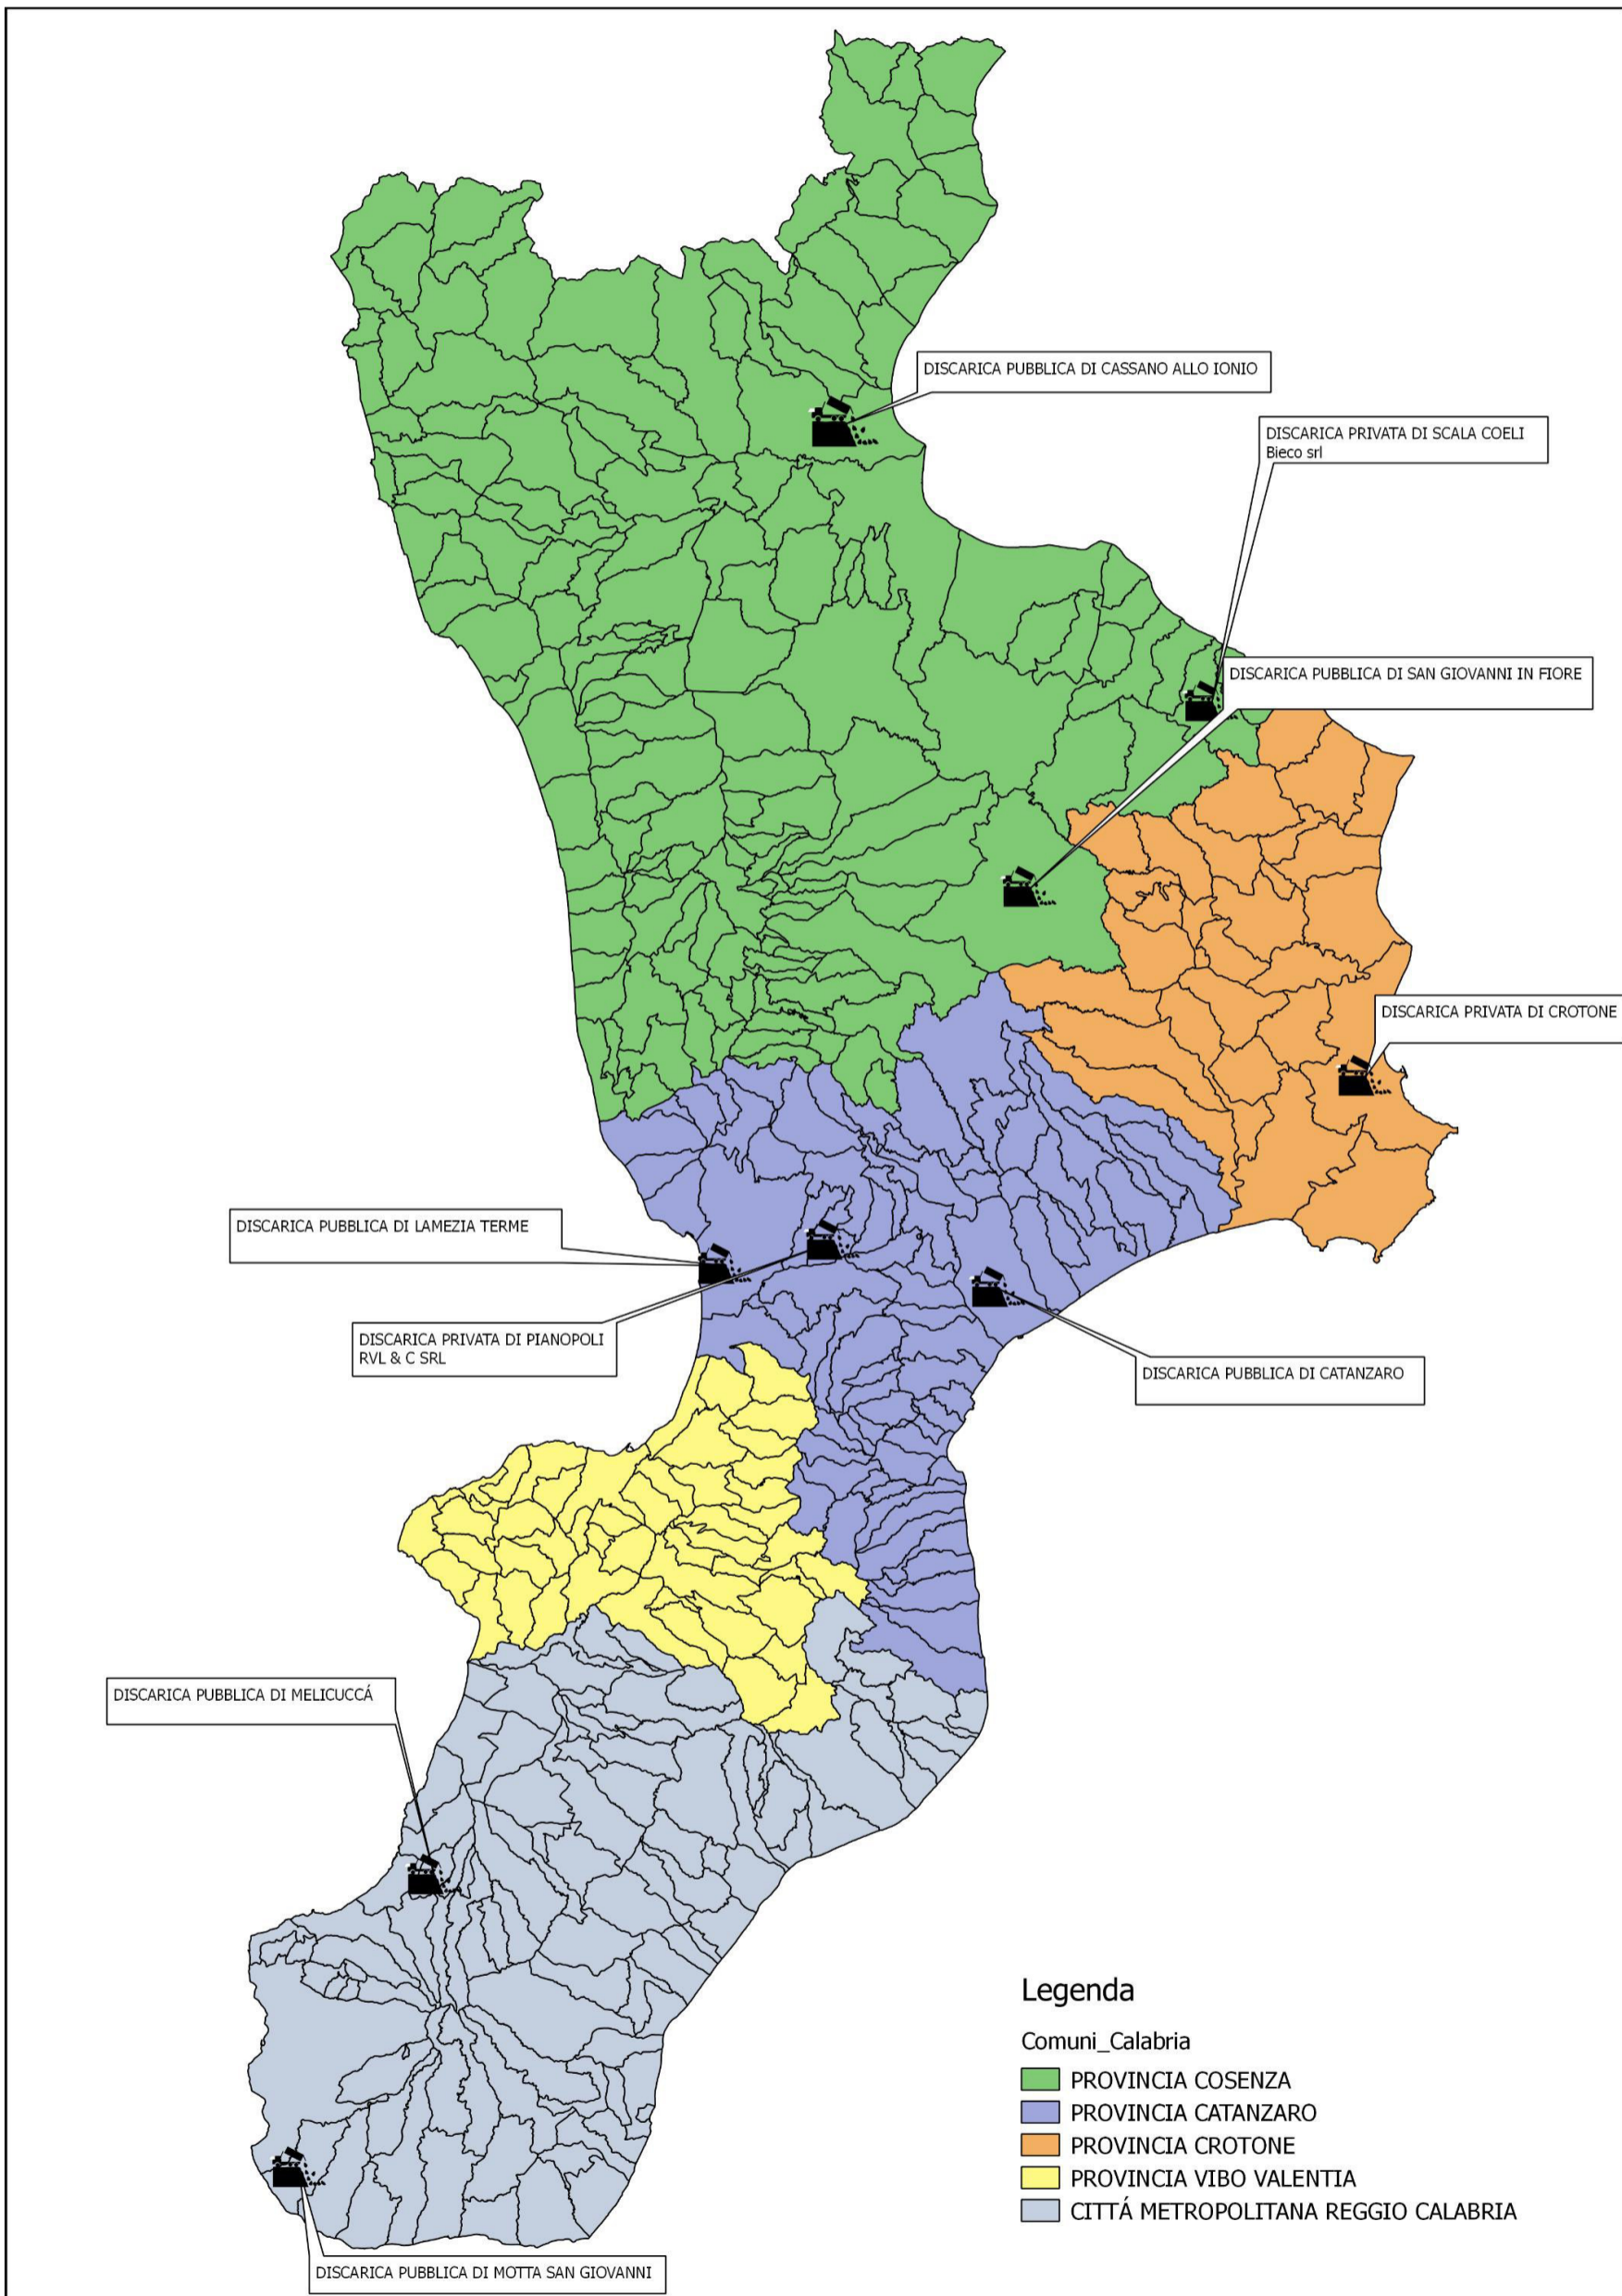 DISCARICA PUBBLICA DI CASSANO ALLO IONIO
DISCARICA PRIVATA DI SCALA COELI
Bieco srl
DISCARICA PUBBLICA DI SAN GIOVANNI IN FIORE
DISCARICA PRIVATA DI CROTONE
DISCARICA PUBBLICA DI LAMEZIA TERME
DISCARICA PRIVATA DI PIANOPOLI
RVL & C SRL
DISCARICA PUBBLICA DI CATANZARO
DISCARICA PUBBLICA DI MELICUCCÁ
DISCARICA PUBBLICA DI MOTTA SAN GIOVANNI
Legenda
Comuni_Calabria
PROVINCIA COSENZA
PROVINCIA CATANZARO
PROVINCIA CROTONE
PROVINCIA VIBO VALENTIA
CITTÁ METROPOLITANA REGGIO CALABRIA